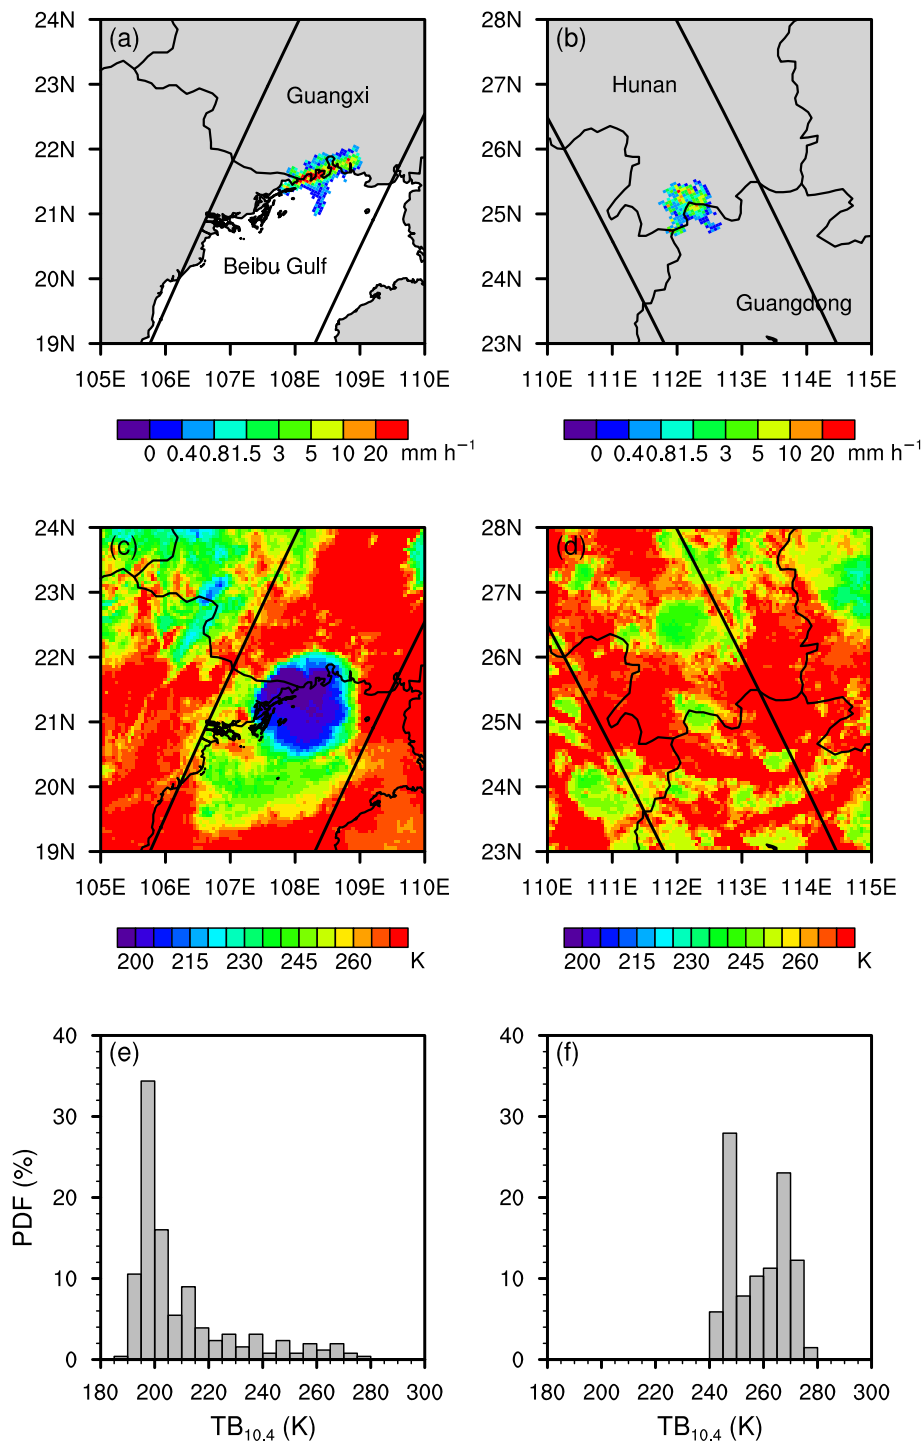 (a)
24N
23N
22N
21N
20N
19N
Guangxi
Beibu Gulf
105E 106E 107E 108E 109E 110E
0 0.4 0.8 1.5 3 5 10 20 mm h⁻¹
(b)
28N
27N
26N
25N
24N
23N
Hunan
Guangdong
110E 111E 112E 113E 114E 115E
0 0.4 0.8 1.5 3 5 10 20 mm h⁻¹
(c)
24N
23N
22N
21N
20N
19N
105E 106E 107E 108E 109E 110E
200 215 230 245 260 K
(d)
28N
27N
26N
25N
24N
23N
110E 111E 112E 113E 114E 115E
200 215 230 245 260 K
(e)
PDF (%)
40
30
20
10
0
180 200 220 240 260 280 300
TB₁₀.₄ (K)
(f)
40
30
20
10
0
180 200 220 240 260 280 300
TB₁₀.₄ (K)